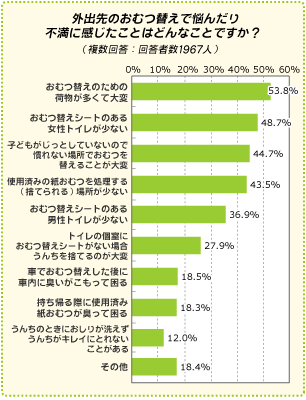 外出先のおむつ替えで悩んだり
不満に感じたことはどんなことですか？
（複数回答：回答者数1967人）
0% 10% 20% 30% 40% 50% 60%
おむつ替えのための
荷物が多くて大変
53.8%
おむつ替えシートのある
女性トイレが少ない
48.7%
子どもがじっとしていないので
慣れない場所でおむつを
替えることが大変
44.7%
使用済みの紙おむつを処理する
（捨てられる）場所が少ない
43.5%
おむつ替えシートのある
男性トイレが少ない
36.9%
トイレの個室に
おむつ替えシートがない場合
うんちを捨てるのが大変
27.9%
車でおむつ替えした後に
車内に臭いがこもって困る
18.5%
持ち帰る際に使用済み
紙おむつが臭って困る
18.3%
うんちのときにおしりが洗えず
うんちがキレイにとれない
ことがある
12.0%
その他
18.4%